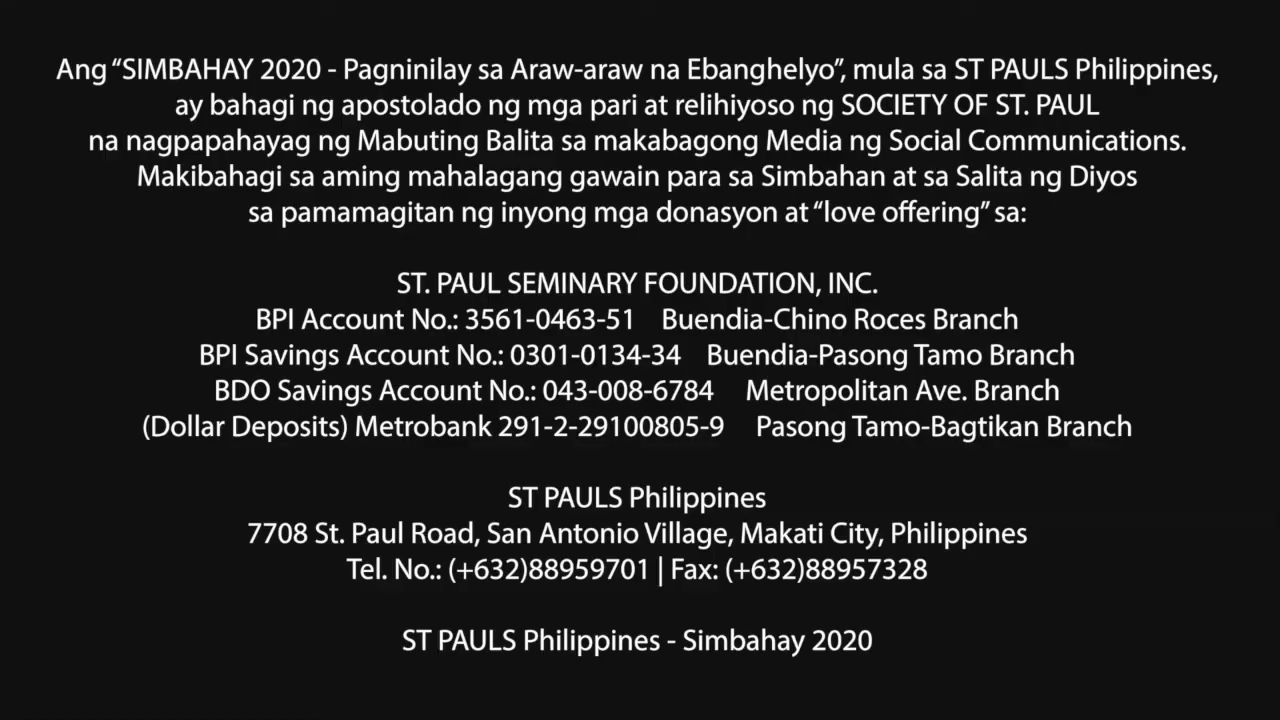 Ang “SIMBAHAY 2020 - Pagninilay sa Araw-araw na Ebanghelyo”, mula sa ST PAULS Philippines,
ay bahagi ng apostolado ng mga pari at relihiyoso ng SOCIETY OF ST. PAUL
na nagpapahayag ng Mabuting Balita sa makabagong Media ng Social Communications.
Makibahagi sa aming mahalagang gawain para sa Simbahan at sa Salita ng Diyos
sa pamamagitan ng inyong mga donasyon at “love offering” sa:
ST. PAUL SEMINARY FOUNDATION, INC.
BPI Account No.: 3561-0463-51 Buendia-Chino Roces Branch
BPI Savings Account No.: 0301-0134-34 Buendia-Pasong Tamo Branch
BDO Savings Account No.: 043-008-6784 Metropolitan Ave. Branch
(Dollar Deposits) Metrobank 291-2-29100805-9 Pasong Tamo-Bagtikan Branch
ST PAULS Philippines
7708 St. Paul Road, San Antonio Village, Makati City, Philippines
Tel. No.: (+632)88959701 | Fax: (+632)88957328
ST PAULS Philippines - Simbahay 2020